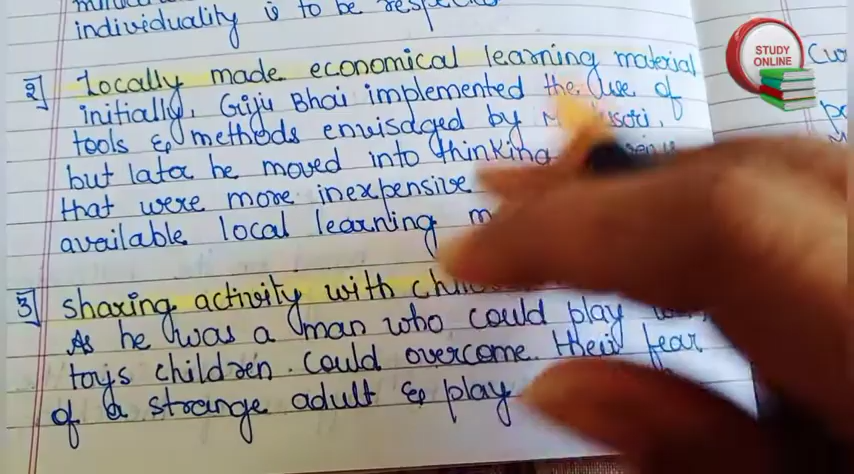 individuality is to be
2] Locally made economical learning material
initially, Giju Bhai implemented the use of
tools & methods envisaged by
but later he moved into thinking
that were more inexpensive
available local learning
3] sharing activity with
As he was a man who could play
toys children. Could overcome their fear
of a strange adult & play
STUDY
ONLINE